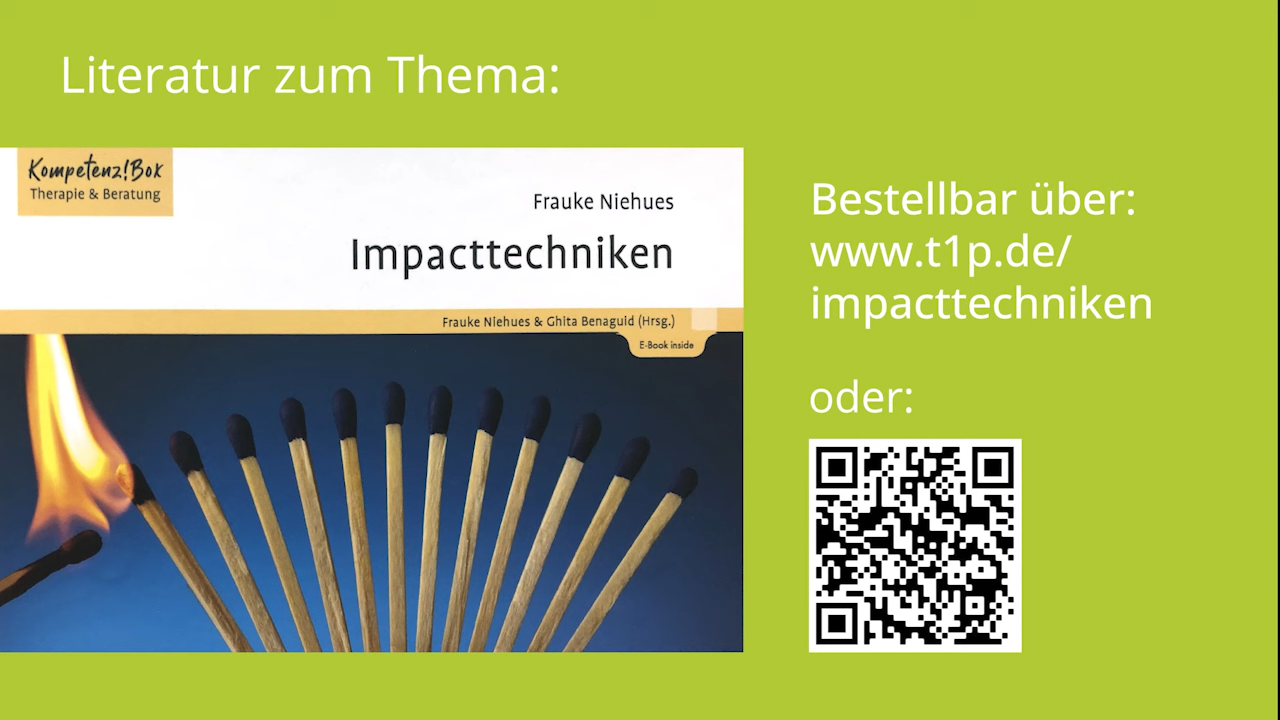 Literatur zum Thema:
Kompetenz!Box
Therapie & Beratung
Frauke Niehues
Impacttechniken
Frauke Niehues & Ghita Benaguid (Hrsg.)
E-Book inside
Bestellbar über:
www.t1p.de/
impacttechniken
oder: